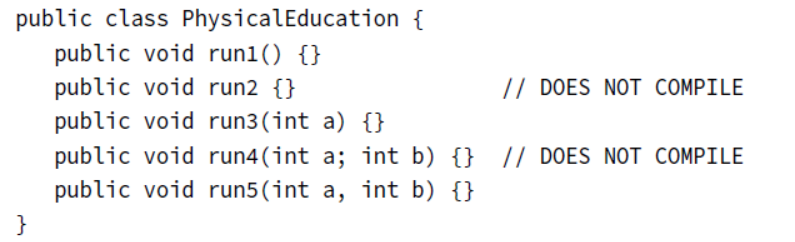 public class PhysicalEducation {
   public void run1() {}
   public void run2 {}                // DOES NOT COMPILE
   public void run3(int a) {}
   public void run4(int a; int b) {}  // DOES NOT COMPILE
   public void run5(int a, int b) {}
}